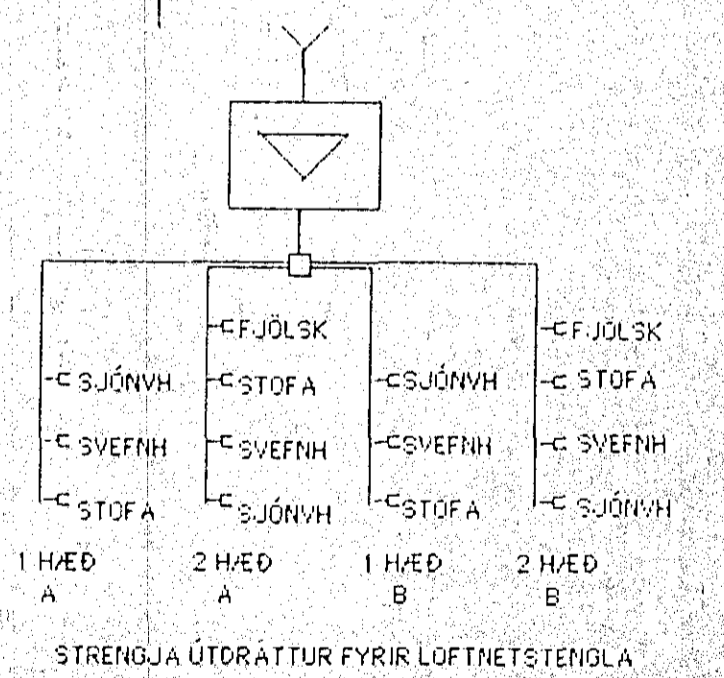 FJÖLSK FJÖLSK
SJÓNVH STOFA SJÓNVH STOFA
SVEFNH SVEFNH SVEFNH SVEFNH
STOFA SJÓNVH STOFA SJÓNVH
1 HÆÐ 2 HÆÐ 1 HÆÐ 2 HÆÐ
A A B B
STRENGJA ÚTDRÁTTUR FYRIR LOFTNETSTENGLA